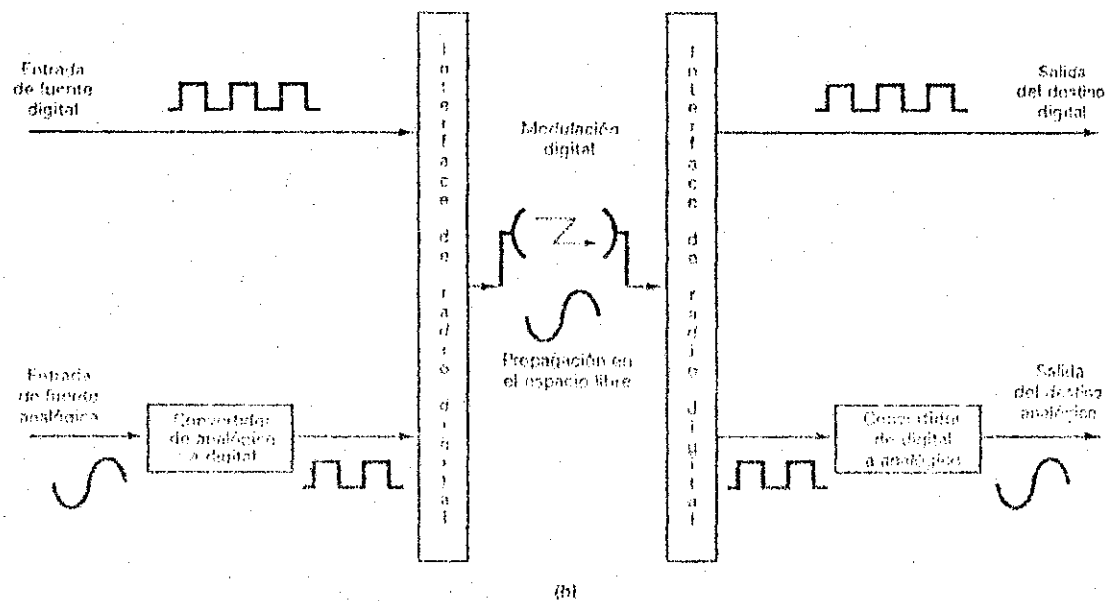 Entrada
de fuente
digital
Interface de radio digital
Modulación
digital
Propagación en
el espacio libre
Interface de radio digital
Salida
del destino
digital
Entrada
de fuente
analógica
Convertidor
de analógico
a digital
Convertidor
de digital
a analógico
Salida
del destino
analógico
(b)